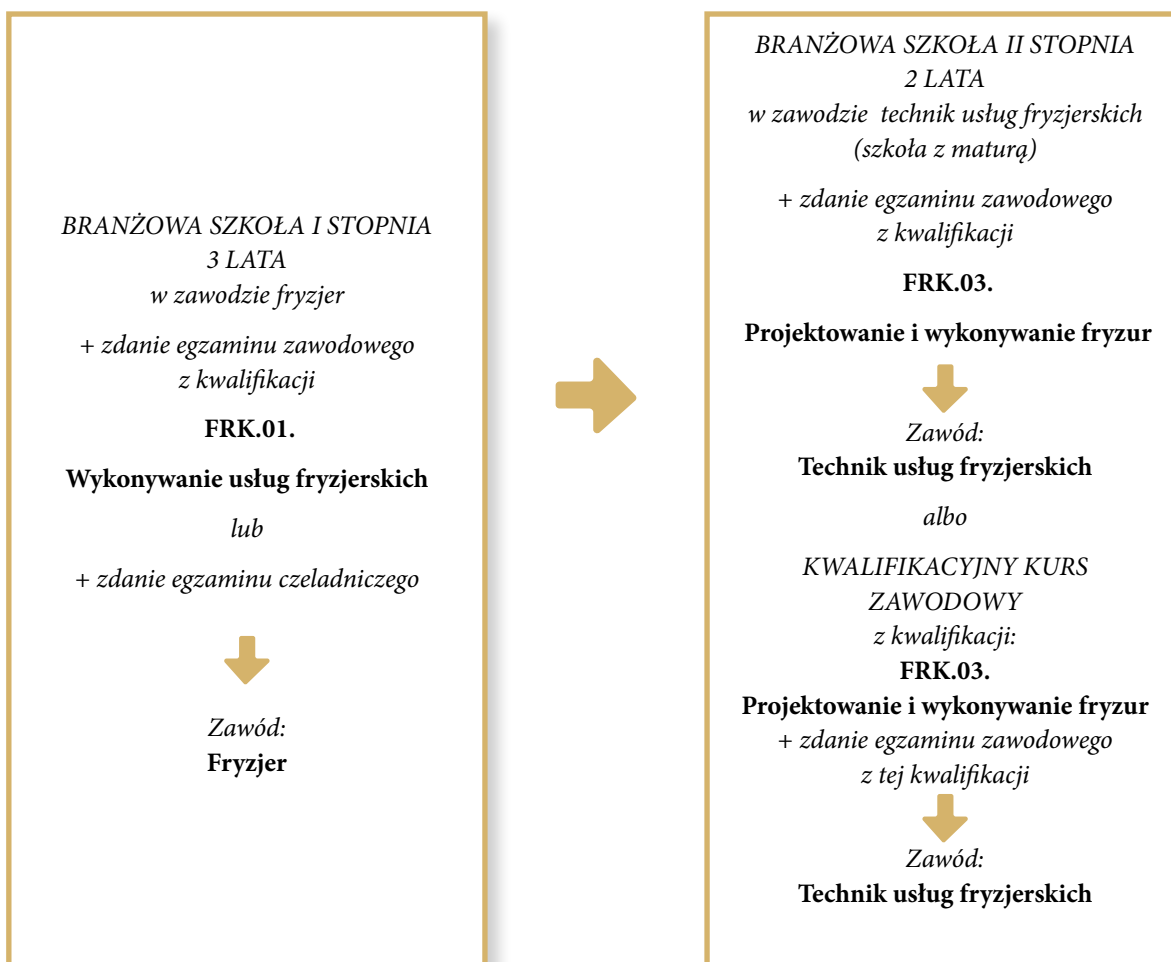 BRANŻOWA SZKOŁA I STOPNIA
3 LATA
w zawodzie fryzjer
+ zdanie egzaminu zawodowego
z kwalifikacji
FRK.01.
Wykonywanie usług fryzjerskich
lub
+ zdanie egzaminu czeladniczego
Zawód:
Fryzjer
BRANŻOWA SZKOŁA II STOPNIA
2 LATA
w zawodzie technik usług fryzjerskich
(szkoła z maturą)
+ zdanie egzaminu zawodowego
z kwalifikacji
FRK.03.
Projektowanie i wykonywanie fryzur
Zawód:
Technik usług fryzjerskich
albo
KWALIFIKACYJNY KURS
ZAWODOWY
z kwalifikacji:
FRK.03.
Projektowanie i wykonywanie fryzur
+ zdanie egzaminu zawodowego
z tej kwalifikacji
Zawód:
Technik usług fryzjerskich